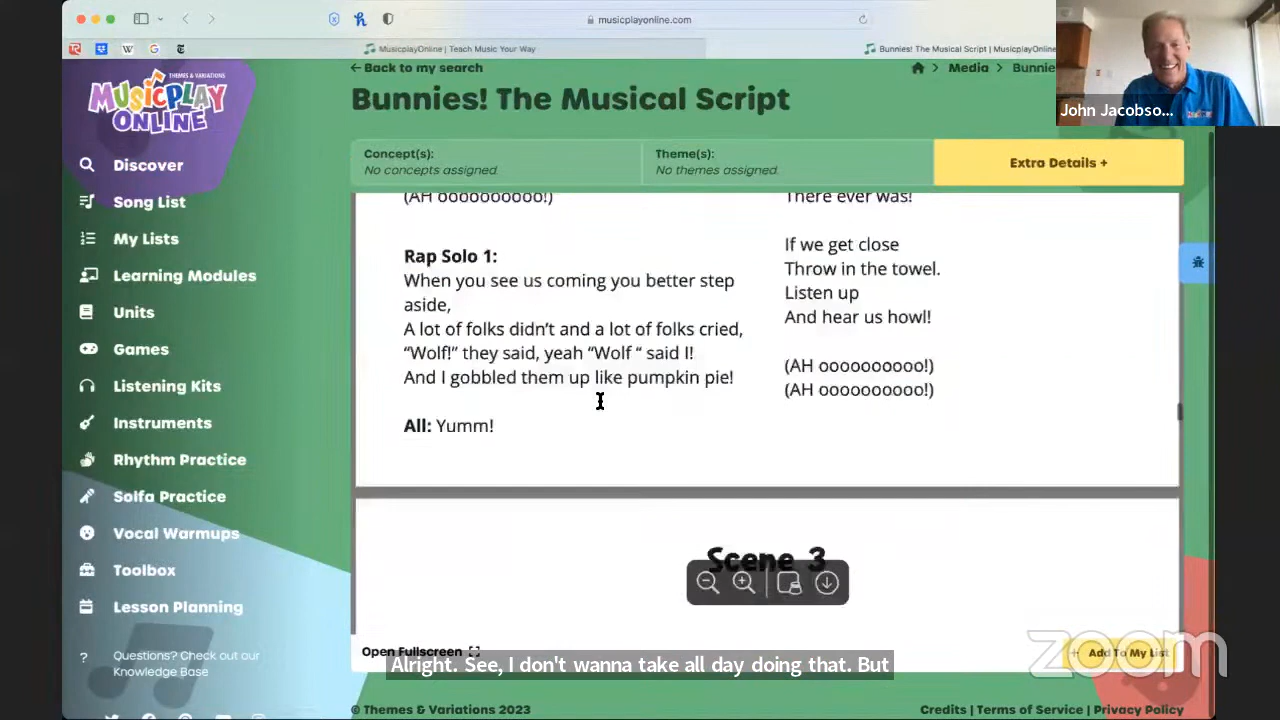 musicplayonline.com
MusicplayOnline | Teach Music Your Way
Bunnies! The Musical Script | MusicplayOnline
THEMES & VARIATIONS
MUSICPLAY
ONLINE
Discover
Song List
My Lists
Learning Modules
Units
Games
Listening Kits
Instruments
Rhythm Practice
Solfa Practice
Vocal Warmups
Toolbox
Lesson Planning
? Questions? Check out our
Knowledge Base
← Back to my search
> Media > Bunnie
Bunnies! The Musical Script
Concept(s):
No concepts assigned.
Theme(s):
No themes assigned.
Extra Details +
(AH oooooooooo!)
Rap Solo 1:
When you see us coming you better step
aside,
A lot of folks didn’t and a lot of folks cried,
“Wolf!” they said, yeah “Wolf “ said I!
And I gobbled them up like pumpkin pie!
All: Yumm!
There ever was!
If we get close
Throw in the towel.
Listen up
And hear us howl!
(AH oooooooooo!)
(AH oooooooooo!)
Scene 3
Open Fullscreen
+ Add To My List
Alright. See, I don't wanna take all day doing that. But
© Themes & Variations 2023
Credits | Terms of Service | Privacy Policy
John Jacobso...
zoom